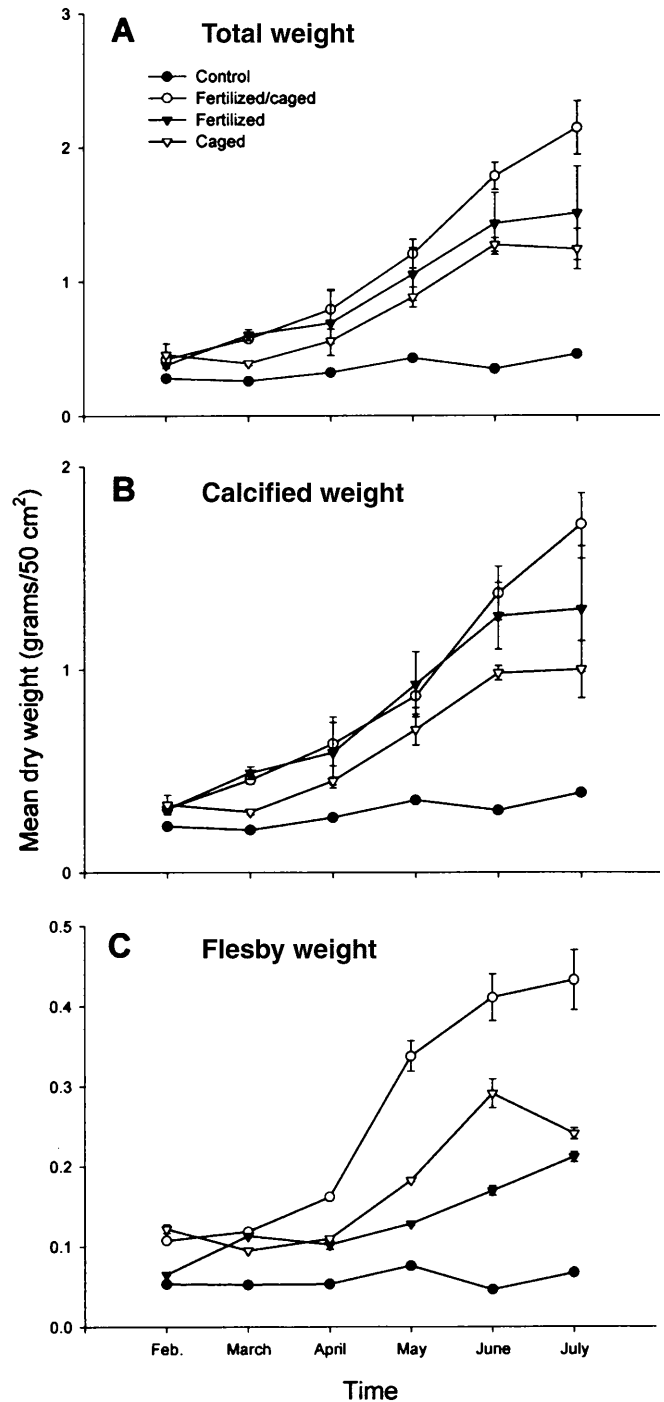 A Total weight
Control
Fertilized/caged
Fertilized
Caged
3
2
1
0
B Calcified weight
2
1
0
Mean dry weight (grams/50 cm²)
C Flesby weight
0.5
0.4
0.3
0.2
0.1
0.0
Feb. March April May June July
Time